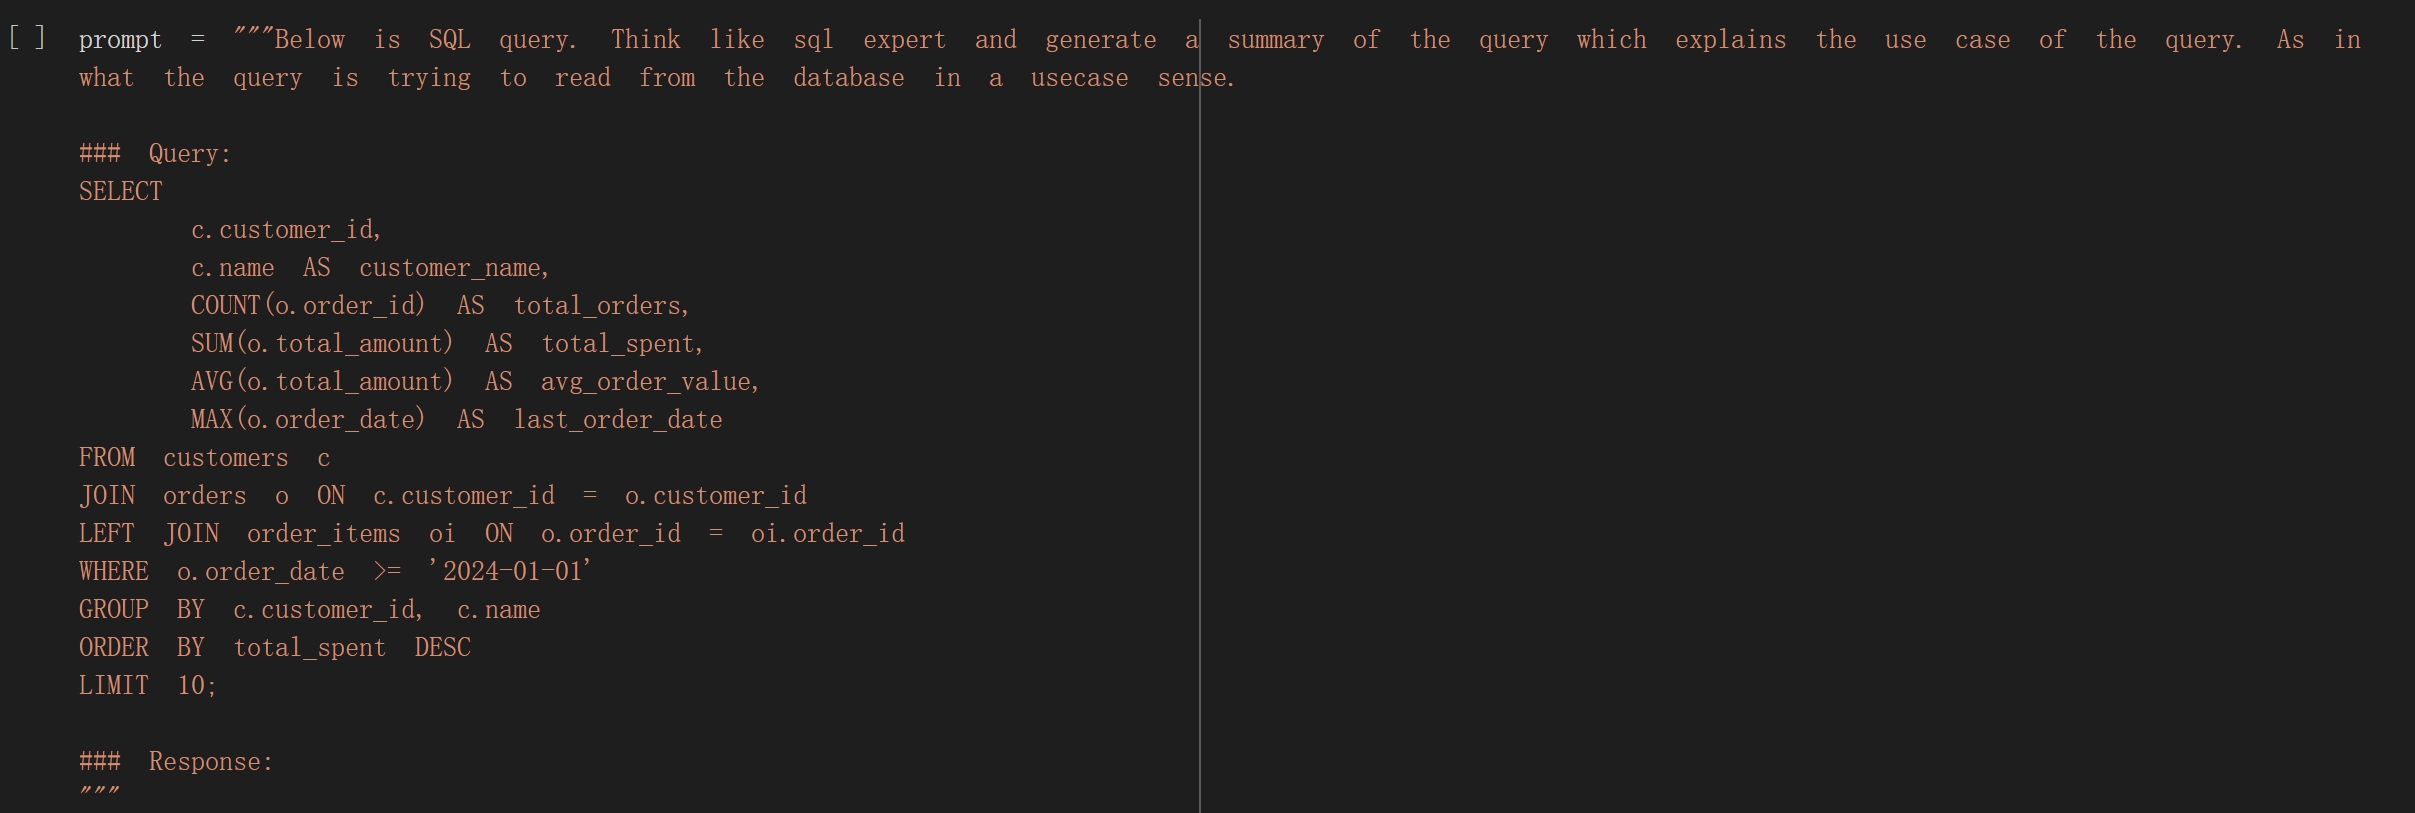 [ ] prompt = """Below is SQL query. Think like sql expert and generate a summary of the query which explains the use case of the query. As in
what the query is trying to read from the database in a usecase sense.
### Query:
SELECT
c.customer_id,
c.name AS customer_name,
COUNT(o.order_id) AS total_orders,
SUM(o.total_amount) AS total_spent,
AVG(o.total_amount) AS avg_order_value,
MAX(o.order_date) AS last_order_date
FROM customers c
JOIN orders o ON c.customer_id = o.customer_id
LEFT JOIN order_items oi ON o.order_id = oi.order_id
WHERE o.order_date >= '2024-01-01'
GROUP BY c.customer_id, c.name
ORDER BY total_spent DESC
LIMIT 10;
### Response:
"""